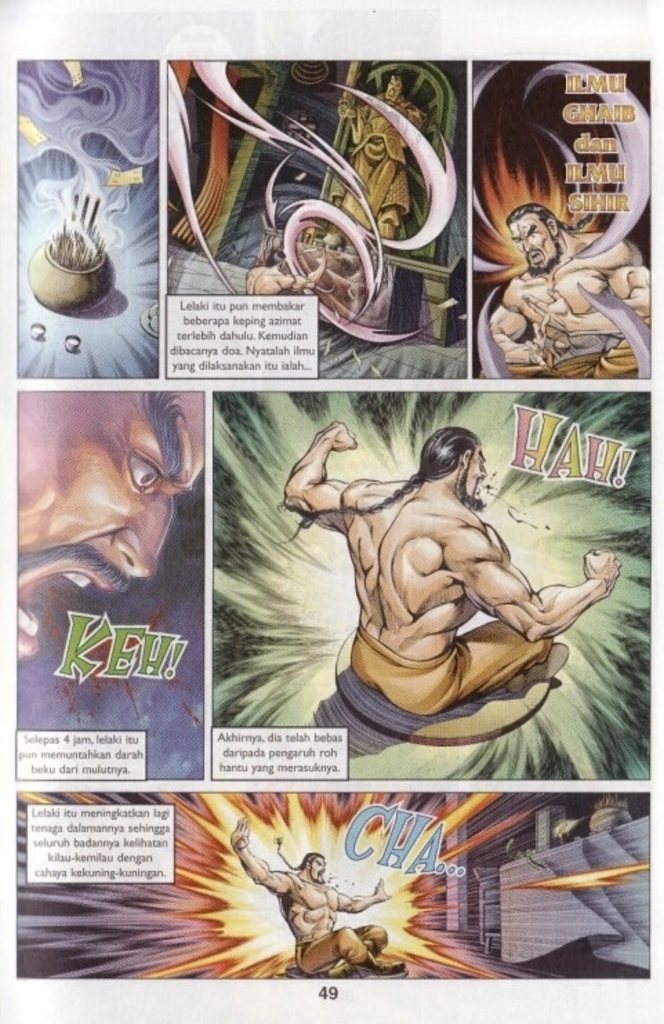 Lelaki itu pun membakar
beberapa keping azimat
terlebih dahulu. Kemudian
dibacanya doa. Nyatalah ilmu
yang dilaksanakan itu ialah...
ILMU
GHAIB
dan
ILMU
SIHIR
KEH!
Selepas 4 jam, lelaki itu
pun memuntahkan darah
beku dari mulutnya.
HAH!
Akhirnya, dia telah bebas
daripada pengaruh roh
hantu yang merasuknya.
Lelaki itu meningkatkan lagi
tenaga dalamannya sehingga
seluruh badannya kelihatan
kilau-kemilau dengan
cahaya kekuning-kuningan.
CHA...
49